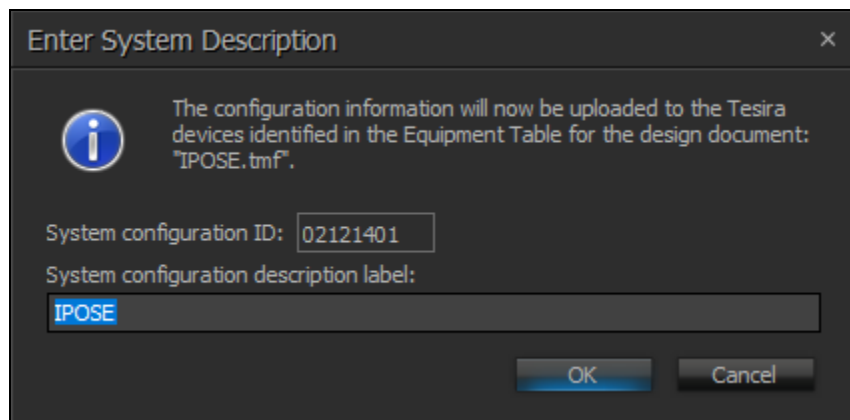 Enter System Description
The configuration information will now be uploaded to the Tesira
devices identified in the Equipment Table for the design document:
"IPOSE.tmf".
System configuration ID: 02121401
System configuration description label:
IPOSE
OK Cancel